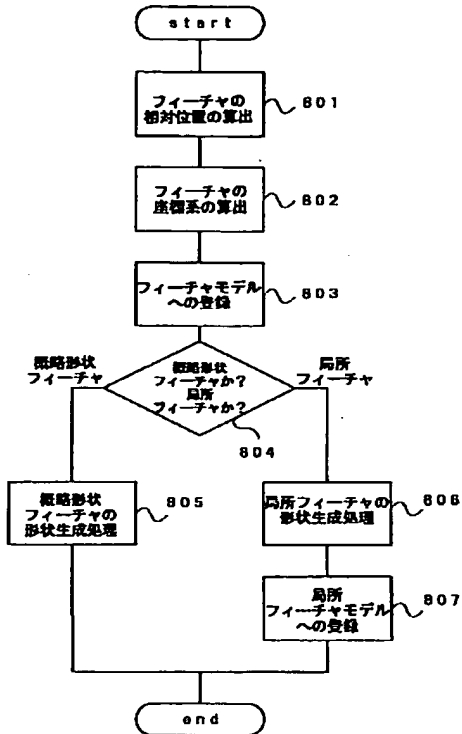 start
フィーチャの
相対位置の算出
801
フィーチャの
座標系の算出
802
フィーチャモデル
への登録
803
概略形状
フィーチャ
概略形状
フィーチャか?
局所
フィーチャか?
局所
フィーチャ
804
概略形状
フィーチャの
形状生成処理
805
局所フィーチャの
形状生成処理
806
局所
フィーチャモデル
への登録
807
end